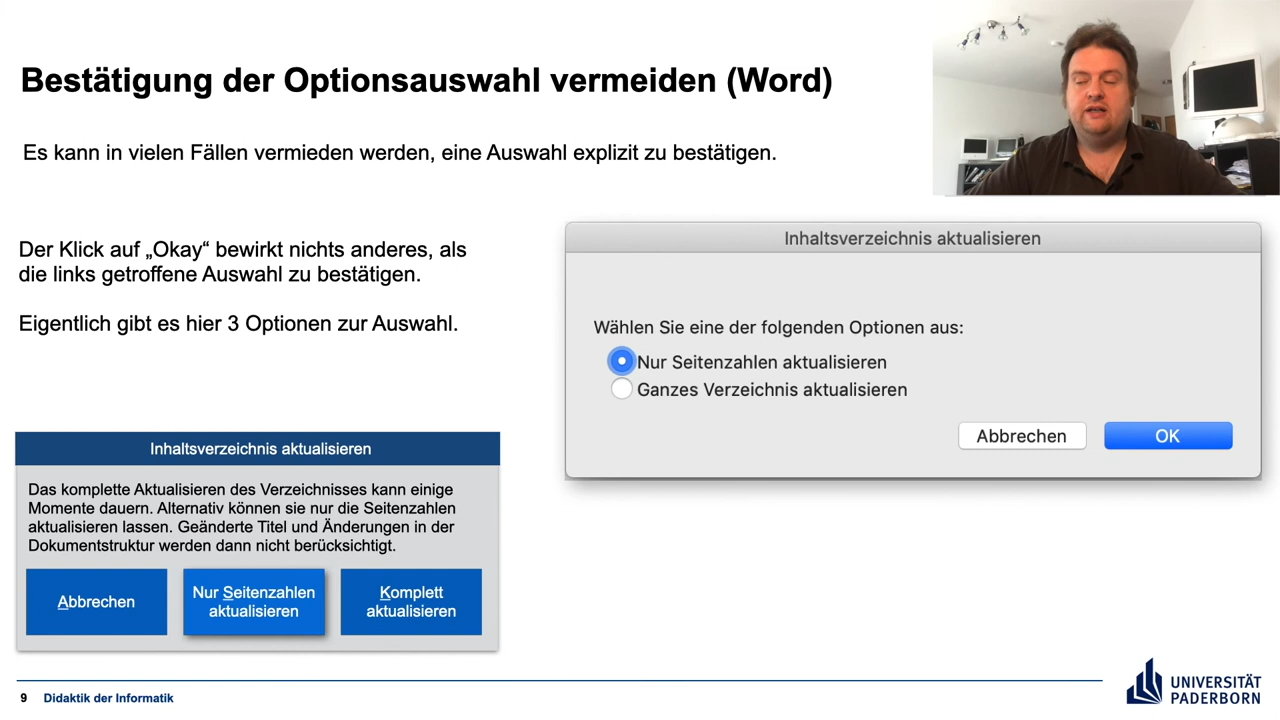 Bestätigung der Optionsauswahl vermeiden (Word)
Es kann in vielen Fällen vermieden werden, eine Auswahl explizit zu bestätigen.
Der Klick auf „Okay“ bewirkt nichts anderes, als
die links getroffene Auswahl zu bestätigen.
Eigentlich gibt es hier 3 Optionen zur Auswahl.
Inhaltsverzeichnis aktualisieren
Wählen Sie eine der folgenden Optionen aus:
Nur Seitenzahlen aktualisieren
Ganzes Verzeichnis aktualisieren
Abbrechen
OK
Inhaltsverzeichnis aktualisieren
Das komplette Aktualisieren des Verzeichnisses kann einige
Momente dauern. Alternativ können sie nur die Seitenzahlen
aktualisieren lassen. Geänderte Titel und Änderungen in der
Dokumentstruktur werden dann nicht berücksichtigt.
Abbrechen
Nur Seitenzahlen
aktualisieren
Komplett
aktualisieren
9 Didaktik der Informatik
UNIVERSITÄT
PADERBORN